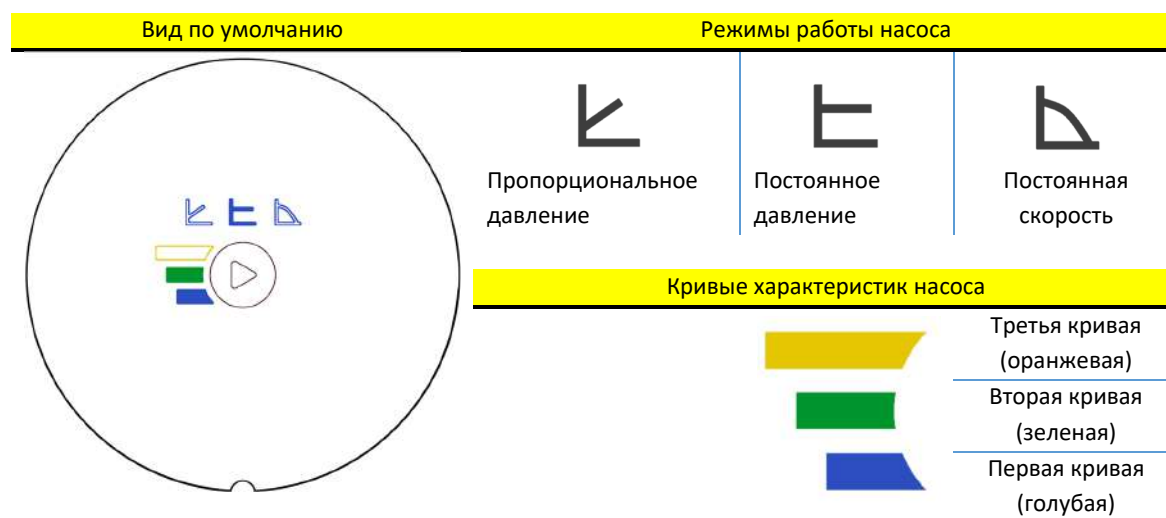 Вид по умолчанию
Режимы работы насоса
Пропорциональное
давление
Постоянное
давление
Постоянная
скорость
Кривые характеристик насоса
Третья кривая
(оранжевая)
Вторая кривая
(зеленая)
Первая кривая
(голубая)